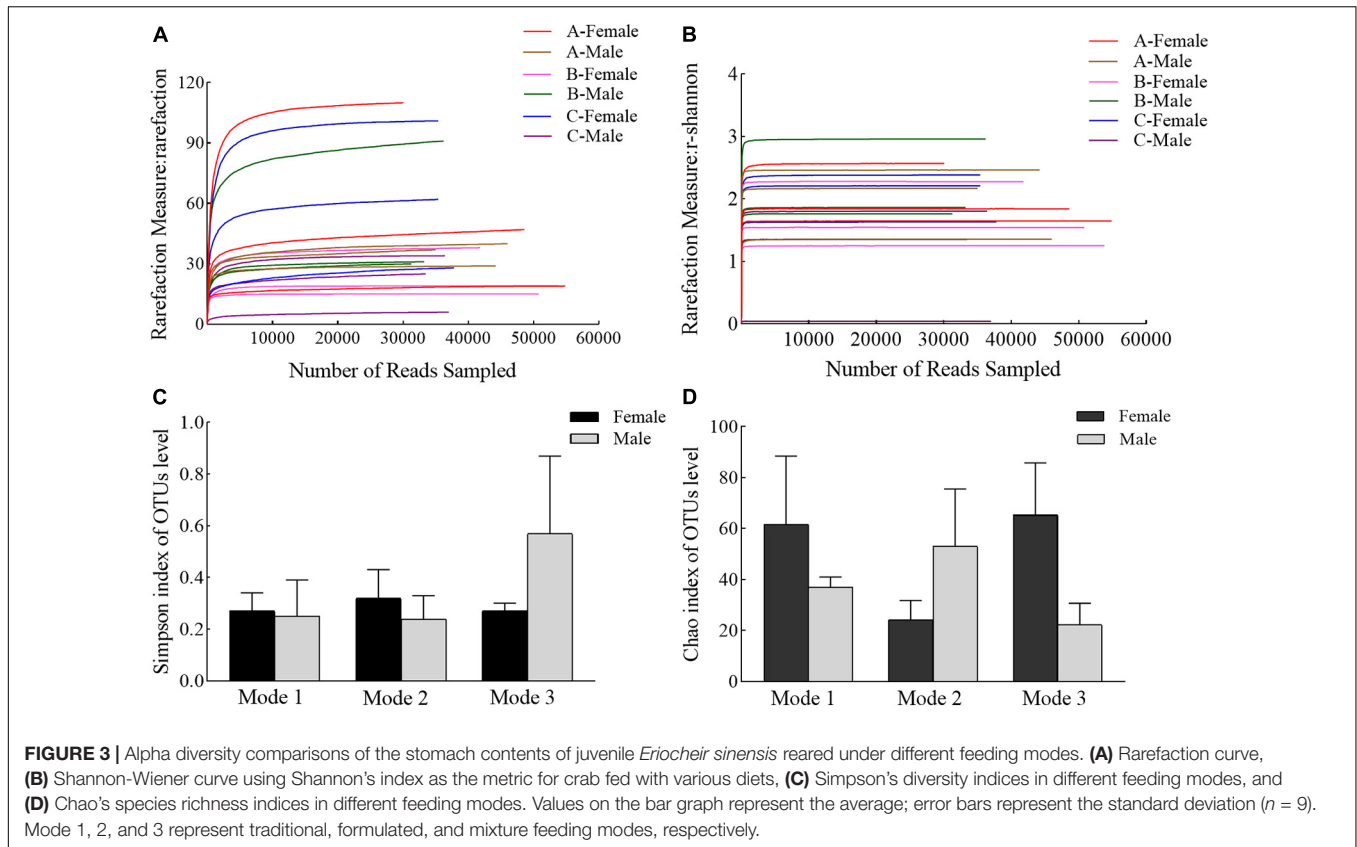 A
A-Female
A-Male
B-Female
B-Male
C-Female
C-Male
Rarefaction Measure:rarefaction
120
90
60
30
0
10000 20000 30000 40000 50000 60000
Number of Reads Sampled
B
A-Female
A-Male
B-Female
B-Male
C-Female
C-Male
Rarefaction Measure:r-shannon
4
3
2
1
0
10000 20000 30000 40000 50000 60000
Number of Reads Sampled
C
Female
Male
Simpson index of OTUs level
1.0
0.8
0.6
0.4
0.2
0.0
Mode 1 Mode 2 Mode 3
D
Female
Male
Chao index of OTUs level
100
80
60
40
20
0
Mode 1 Mode 2 Mode 3
FIGURE 3 | Alpha diversity comparisons of the stomach contents of juvenile Eriocheir sinensis reared under different feeding modes. (A) Rarefaction curve,
(B) Shannon-Wiener curve using Shannon's index as the metric for crab fed with various diets, (C) Simpson's diversity indices in different feeding modes, and
(D) Chao's species richness indices in different feeding modes. Values on the bar graph represent the average; error bars represent the standard deviation (n = 9).
Mode 1, 2, and 3 represent traditional, formulated, and mixture feeding modes, respectively.